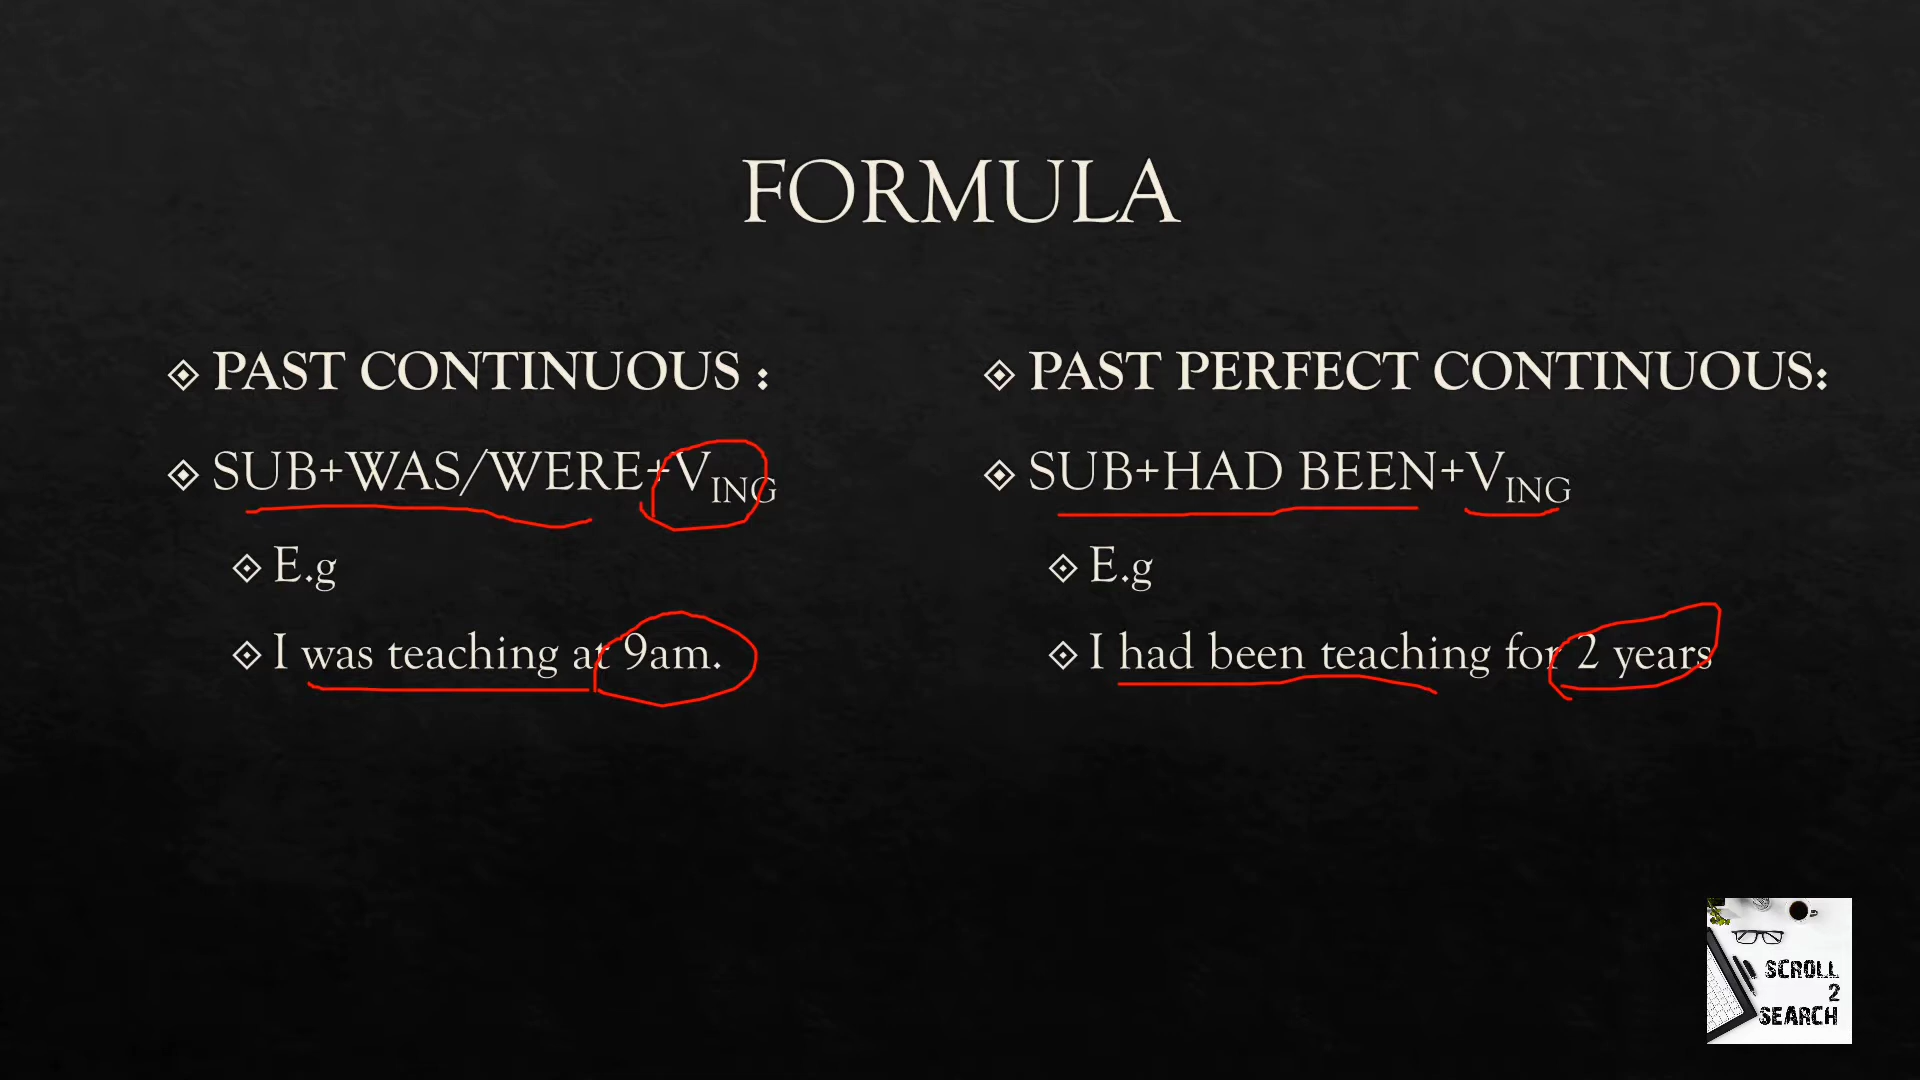 FORMULA
PAST CONTINUOUS :
SUB+WAS/WERE+VING
E.g
I was teaching at 9am.
PAST PERFECT CONTINUOUS:
SUB+HAD BEEN+VING
E.g
I had been teaching for 2 years
SCROLL
2
SEARCH